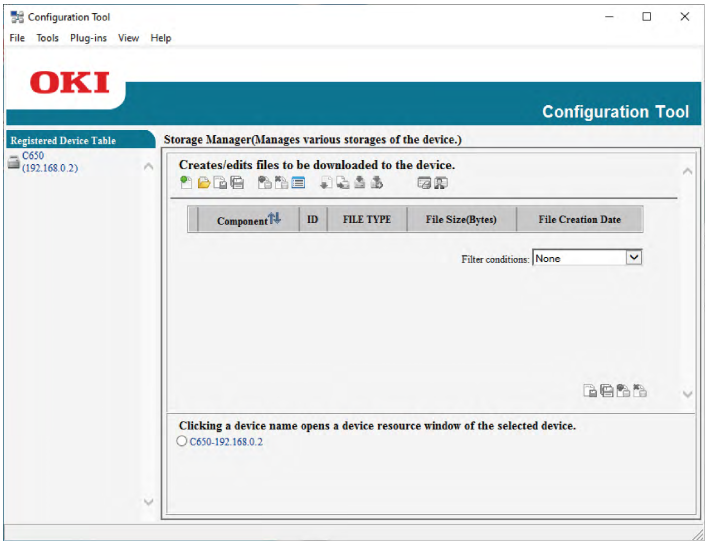 Configuration Tool
File Tools Plug-ins View Help
OKI
Configuration Tool
Registered Device Table
C650
(192.168.0.2)
Storage Manager(Manages various storages of the device.)
Creates/edits files to be downloaded to the device.
Component ID FILE TYPE File Size(Bytes) File Creation Date
Filter conditions: None
Clicking a device name opens a device resource window of the selected device.
C650-192.168.0.2